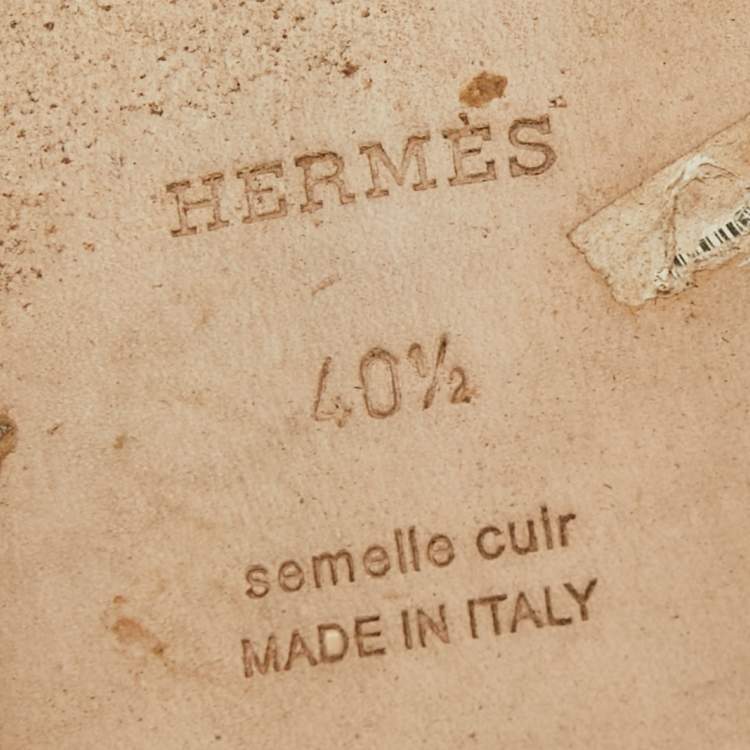 HERMÈS
40½
semelle cuir
MADE IN ITALY